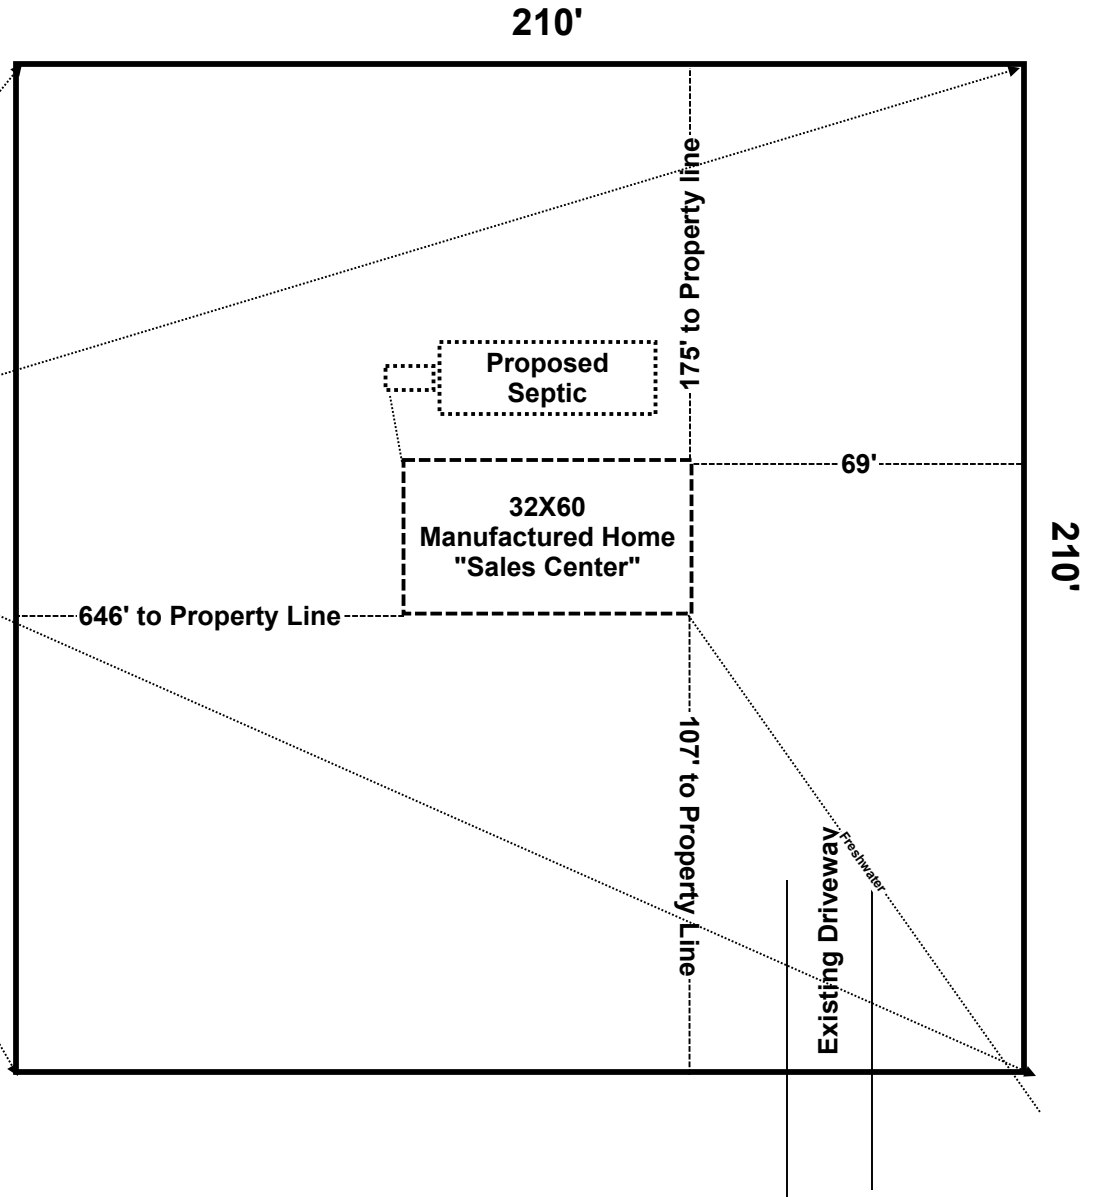 210'
175' to Property line
Proposed
Septic
69'
32X60
Manufactured Home
"Sales Center"
210'
646' to Property Line
107' to Property Line
Existing Driveway
Freshwater